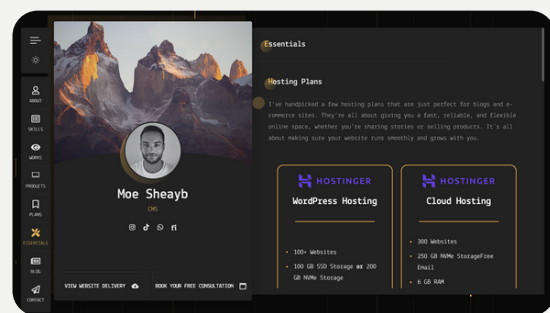 ABOUT
SKILLS
WORKS
PRODUCTS
PLANS
ESSENTIALS
BLOG
CONTACT
Moe Sheayb
CMS
VIEW WEBSITE DELIVERY
BOOK YOUR FREE CONSULTATION
Essentials
Hosting Plans
I've handpicked a few hosting plans that are just perfect for blogs and e-
commerce sites. They're all about giving you a fast, reliable, and flexible
online space, whether you're sharing stories or selling products. It's all
about making sure your website runs smoothly and grows with you.
HOSTINGER
WordPress Hosting
• 100+ Websites
• 100 GB SSD Storage or 200
GB NVMe Storage
HOSTINGER
Cloud Hosting
• 300 Websites
• 250 GB NVMe StorageFree
Email
• 6 GB RAM